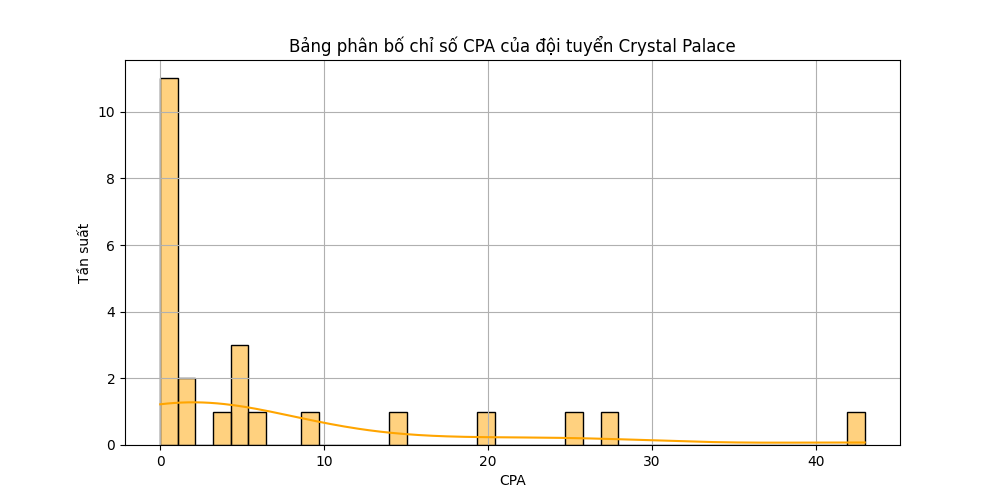 Bảng phân bố chỉ số CPA của đội tuyển Crystal Palace
Tần suất
10
8
6
4
2
0
0 10 20 30 40
CPA